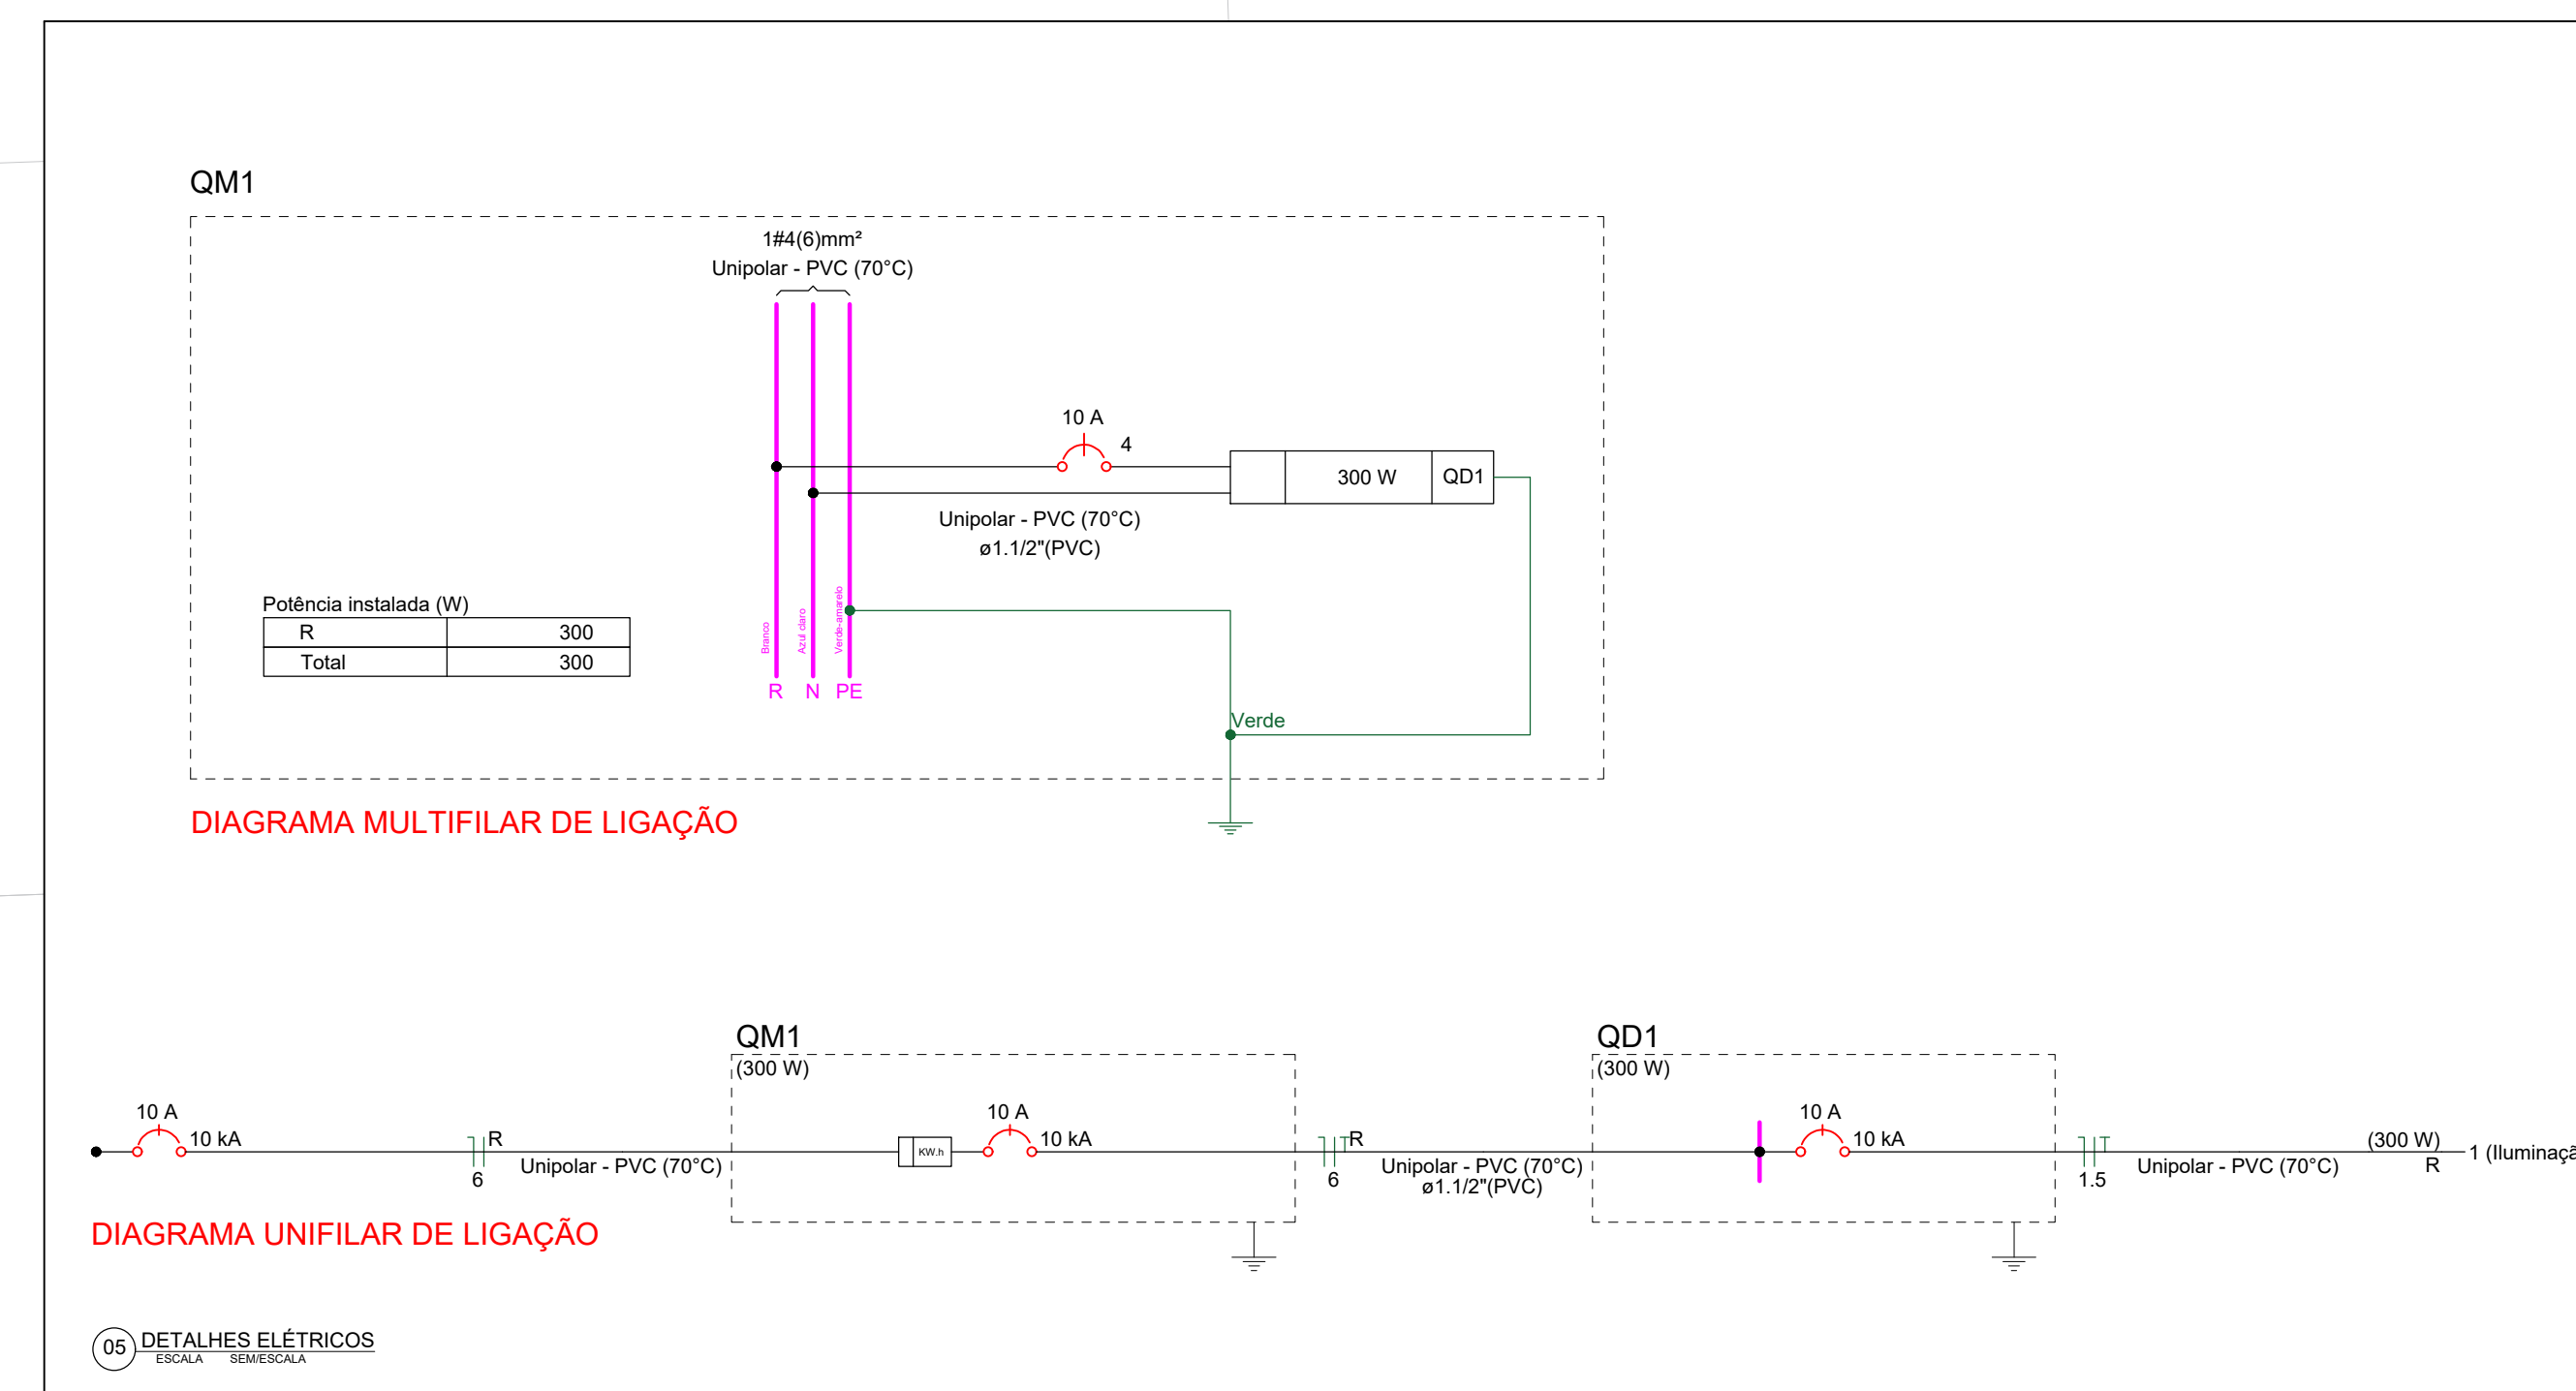 QM1
1#4(6)mm²
Unipolar - PVC (70°C)
10 A
4
300 W
QD1
Unipolar - PVC (70°C)
ø1.1/2"(PVC)
Potência instalada (W)
R 300
Total 300
Branco
Azul claro
Verde-amarelo
R N PE
Verde
DIAGRAMA MULTIFILAR DE LIGAÇÃO
QM1
(300 W)
QD1
(300 W)
10 A
10 kA
R
6
Unipolar - PVC (70°C)
KW.h
10 A
10 kA
R
6
Unipolar - PVC (70°C)
ø1.1/2"(PVC)
10 A
10 kA
1.5
Unipolar - PVC (70°C)
(300 W)
R
1 (Iluminaçã
DIAGRAMA UNIFILAR DE LIGAÇÃO
05 DETALHES ELÉTRICOS
ESCALA SEM/ESCALA